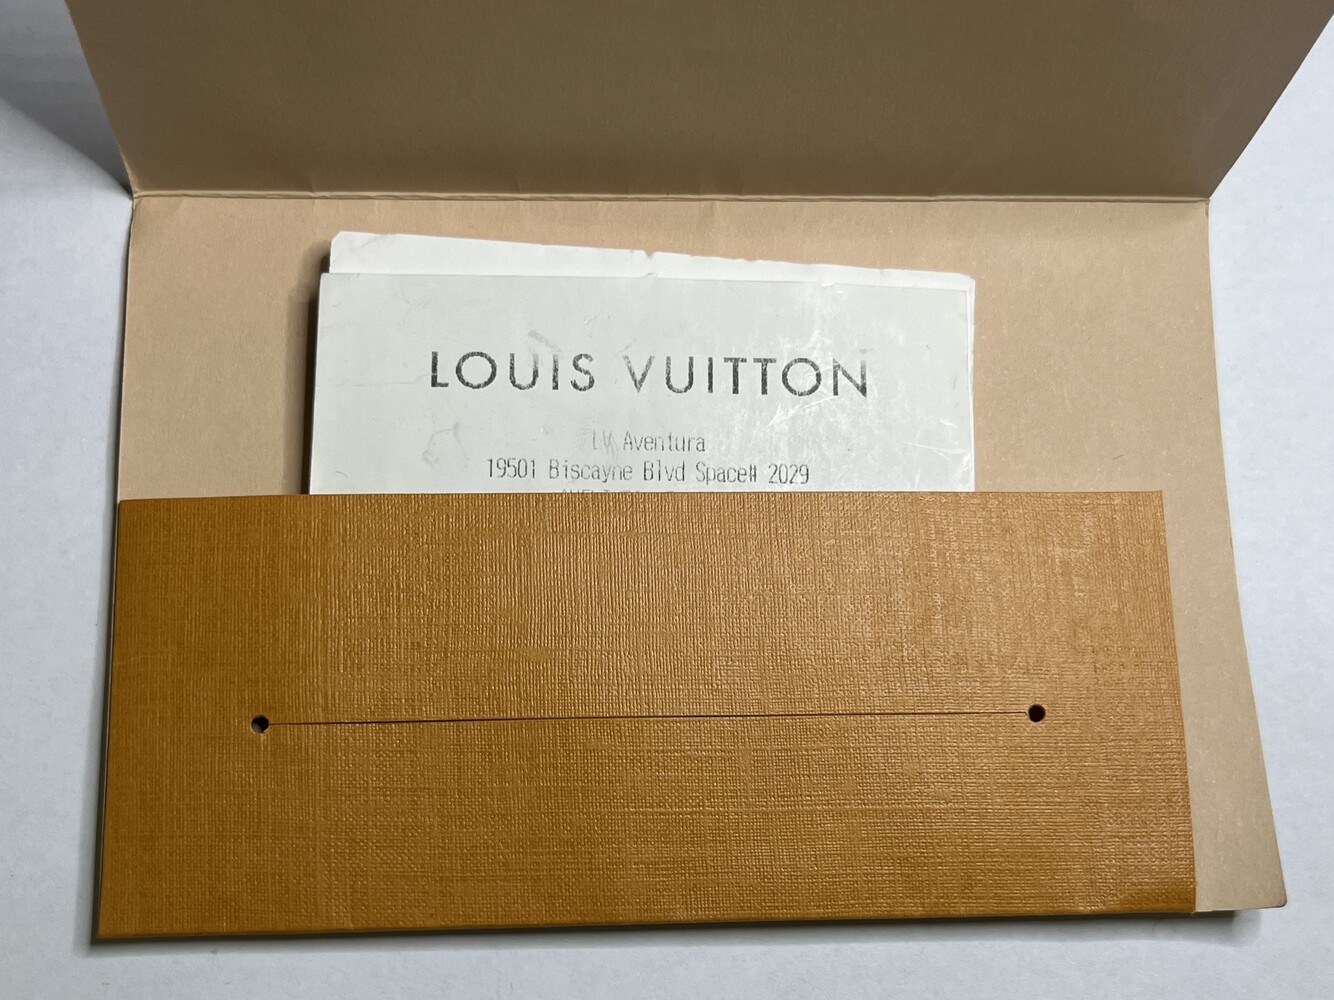 LOUIS VUITTON
LV Aventura
19501 Biscayne Blvd Space# 2029